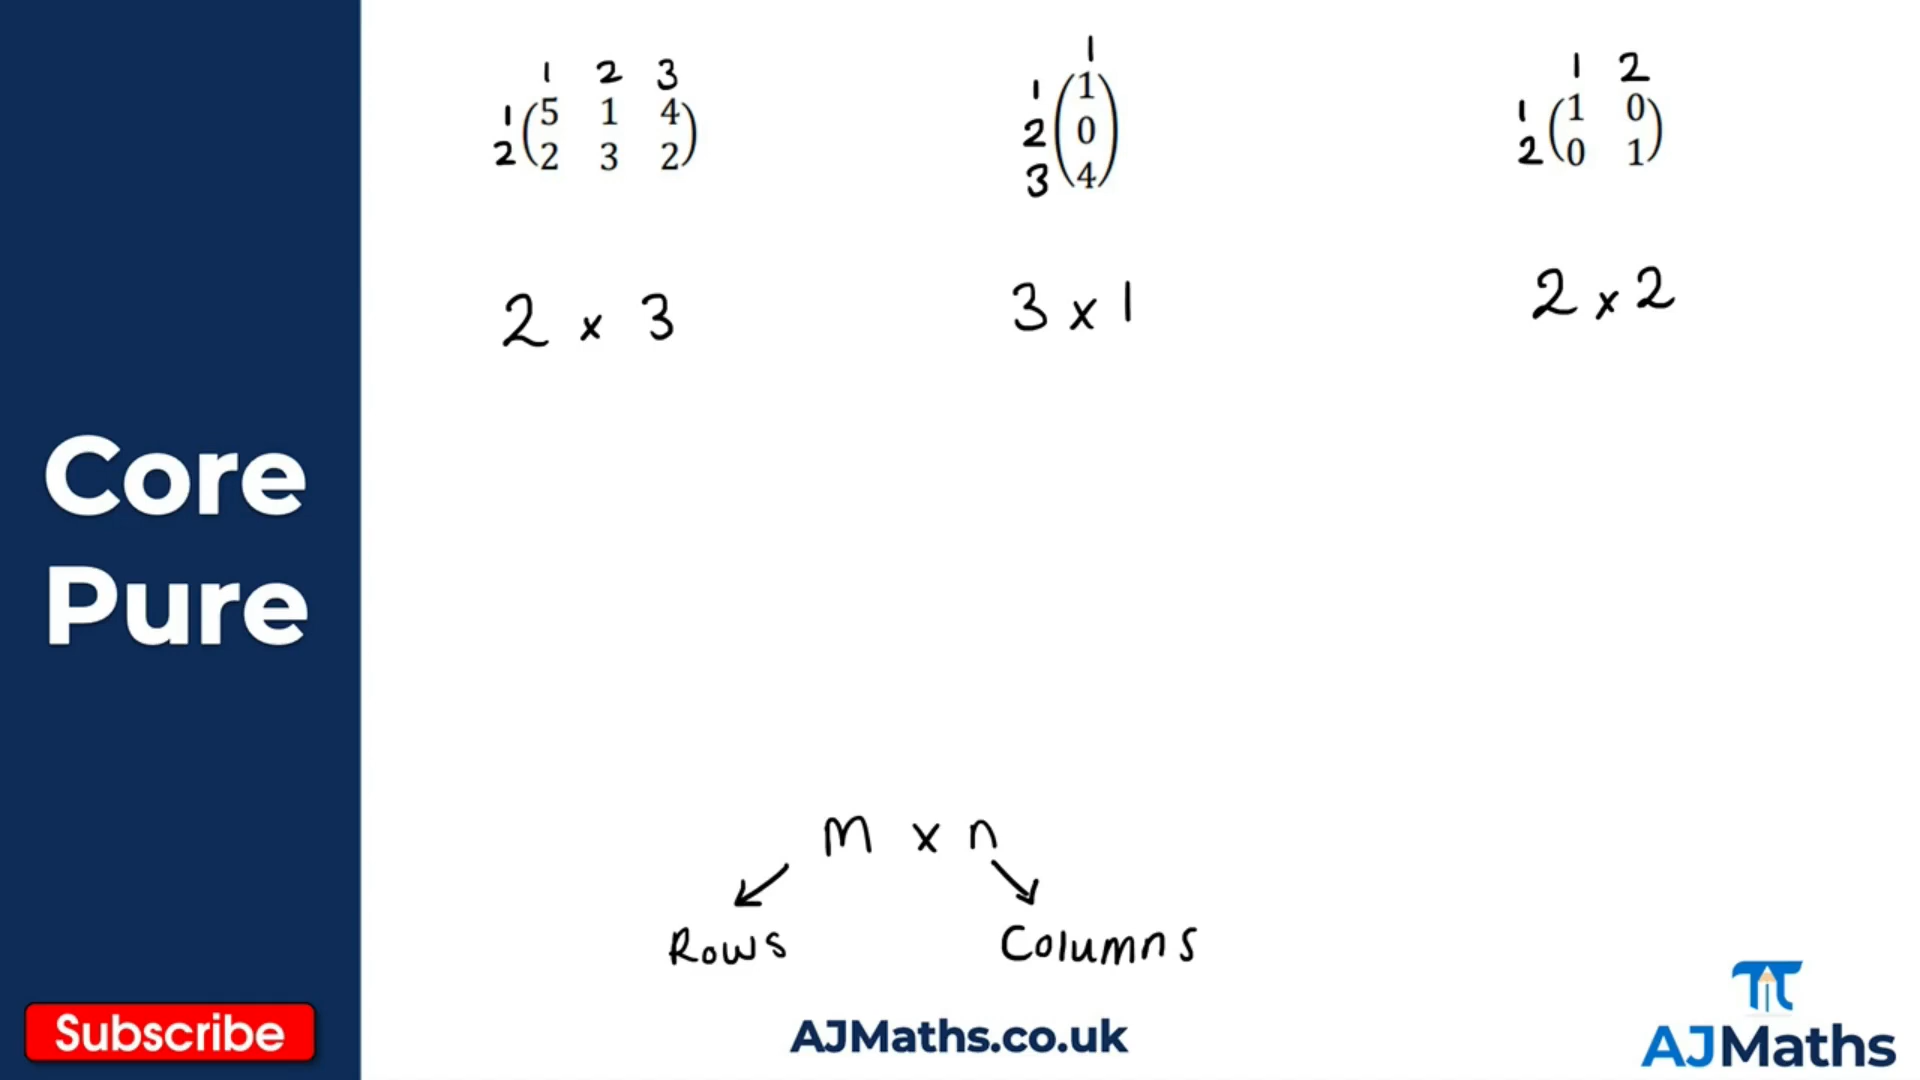 1 2 3
1 (5 1 4)
2 (2 3 2)
2 x 3
1
1 (1)
2 (0)
3 (4)
3 x 1
1 2
1 (1 0)
2 (0 1)
2 x 2
Core
Pure
m x n
Rows Columns
Subscribe
AJMaths.co.uk
AJMaths